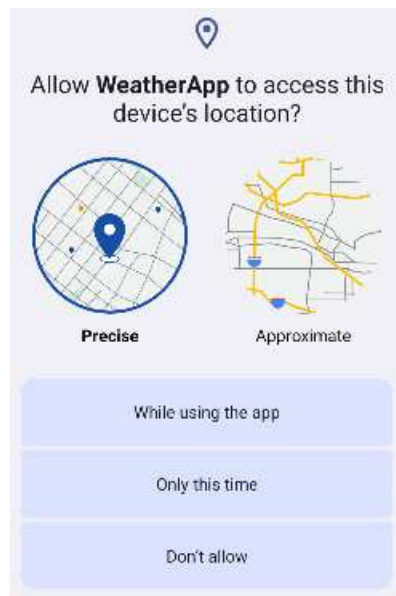 Allow WeatherApp to access this
device's location?
Precise
Approximate
While using the app
Only this time
Don't allow